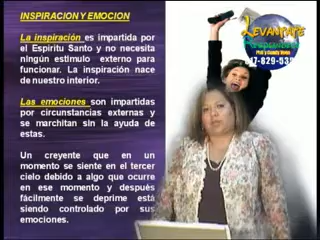 INSPIRACION Y EMOCION
La inspiración es impartida por
el Espiritu Santo y no necesita
ningún estimulo externo para
funcionar. La inspiración nace
de nuestro interior.
Las emociones son impartidas
por circunstancias externas y
se marchitan sin la ayuda de
estas.
Un creyente que en un
momento se siente en el tercer
cielo debido a algo que ocurre
en ese momento y después
fácilmente se deprime está
siendo controlado por sus
emociones.
LEVANTATE